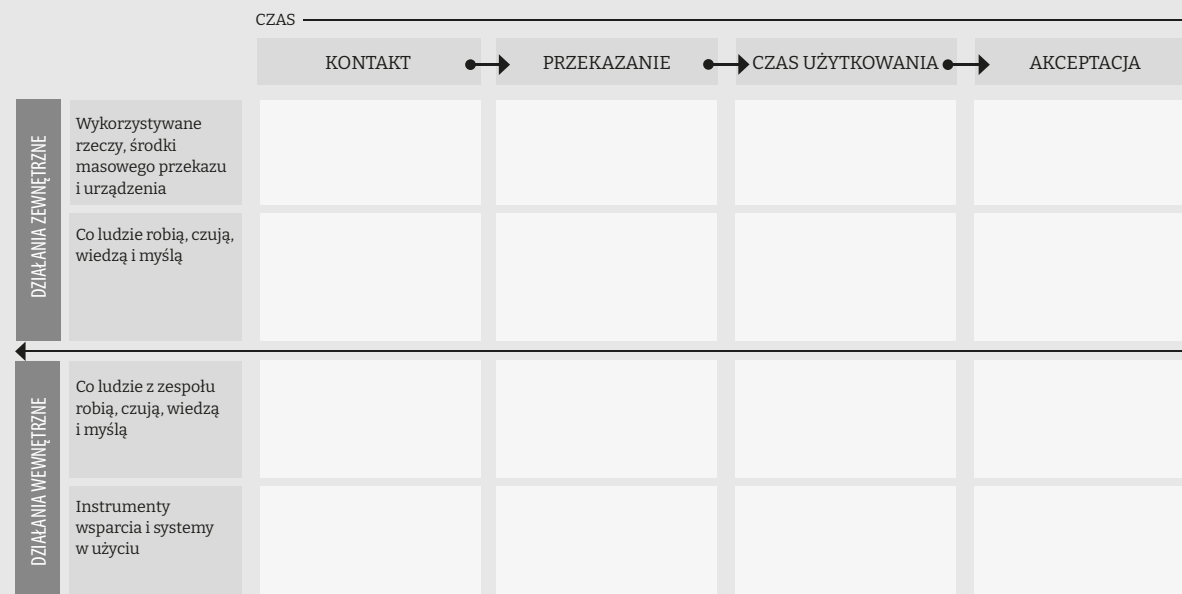 CZAS
KONTAKT
PRZEKAZANIE
CZAS UŻYTKOWANIA
AKCEPTACJA
DZIAŁANIA ZEWNĘTRZNE
Wykorzystywane
rzeczy, środki
masowego przekazu
i urządzenia
Co ludzie robią, czują,
wiedzą i myślą
DZIAŁANIA WEWNĘTRZNE
Co ludzie z zespołu
robią, czują, wiedzą
i myślą
Instrumenty
wsparcia i systemy
w użyciu